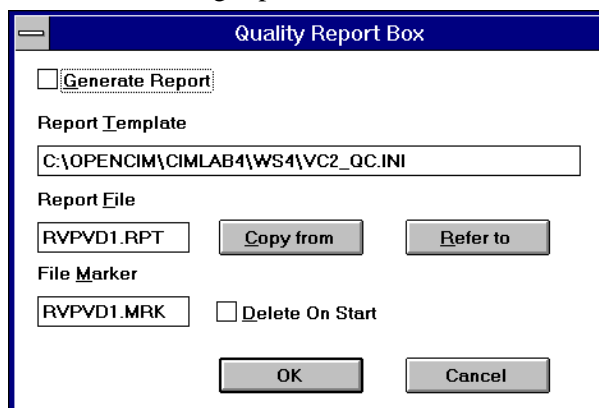 Quality Report Box
Generate Report
Report Template
C:\OPENCIM\CIMLAB4\WS4\VC2_QC.INI
Report File
RVPVD1.RPT Copy from Refer to
File Marker
RVPVD1.MRK Delete On Start
OK Cancel